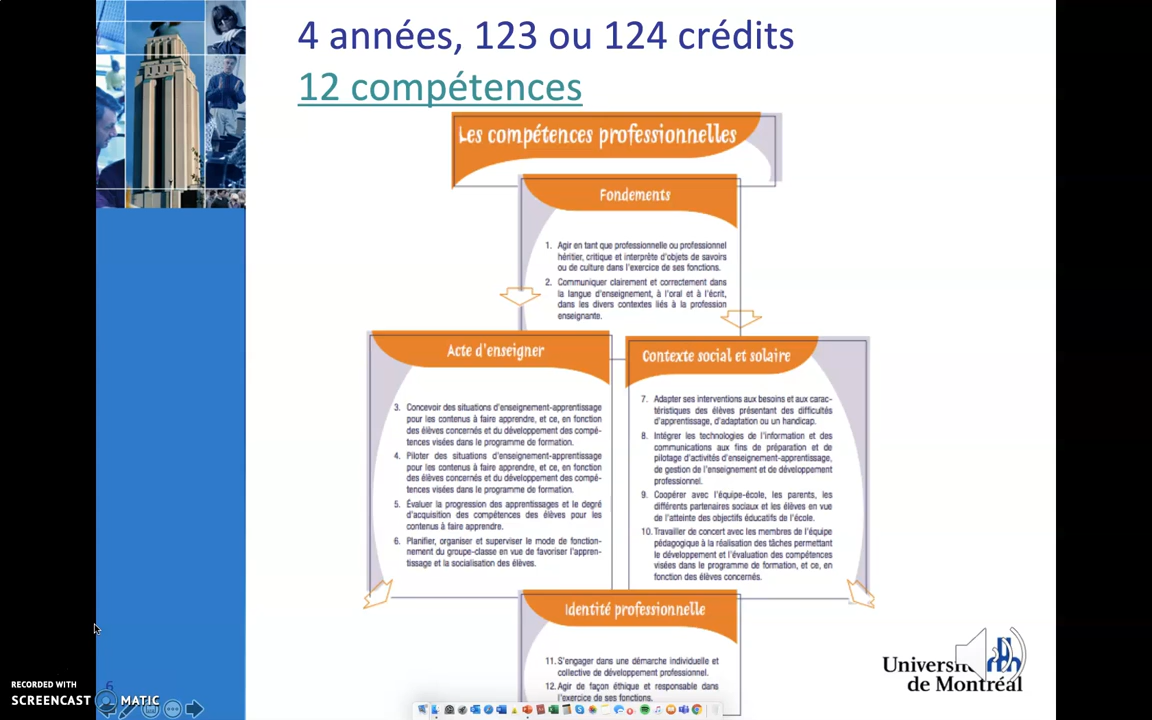 4 années, 123 ou 124 crédits
12 compétences
Les compétences professionnelles
Fondements
1. Agir en tant que professionnelle ou professionnel
héritier, critique et interprète d'objets de savoirs
ou de culture dans l'exercice de ses fonctions.
2. Communiquer clairement et correctement dans
la langue d'enseignement, à l'oral et à l'écrit,
dans les divers contextes liés à la profession
enseignante.
Acte d'enseigner
3. Concevoir des situations d'enseignement-apprentissage
pour les contenus à faire apprendre, et ce, en fonction
des élèves concernés et du développement des compé-
tences visées dans le programme de formation.
4. Piloter des situations d'enseignement-apprentissage
pour les contenus à faire apprendre, et ce, en fonction
des élèves concernés et du développement des compé-
tences visées dans le programme de formation.
5. Évaluer la progression des apprentissages et le degré
d'acquisition des compétences des élèves pour les
contenus à faire apprendre.
6. Planifier, organiser et superviser le mode de fonction-
nement du groupe-classe en vue de favoriser l'appren-
tissage et la socialisation des élèves.
Contexte social et solaire
7. Adapter ses interventions aux besoins et aux carac-
téristiques des élèves présentant des difficultés
d'apprentissage, d'adaptation ou un handicap.
8. Intégrer les technologies de l'information et des
communications aux fins de préparation et de
pilotage d'activités d'enseignement-apprentissage,
de gestion de l'enseignement et de développement
professionnel.
9. Coopérer avec l'équipe-école, les parents, les
différents partenaires sociaux et les élèves en vue
de l'atteinte des objectifs éducatifs de l'école.
10. Travailler de concert avec les membres de l'équipe
pédagogique à la réalisation des tâches permettant
le développement et l'évaluation des compétences
visées dans le programme de formation, et ce, en
fonction des élèves concernés.
Identité professionnelle
11. S'engager dans une démarche individuelle et
collective de développement professionnel.
12. Agir de façon éthique et responsable dans
l'exercice de ses fonctions.
Université
de Montréal
6
RECORDED WITH
SCREENCAST MATIC